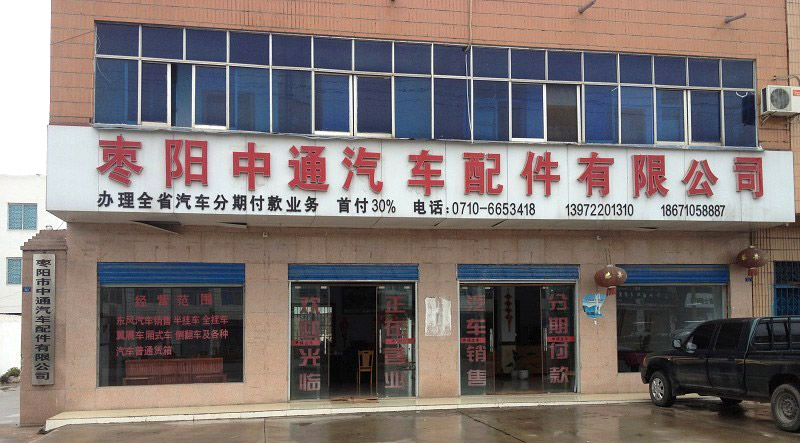 枣阳中通汽车配件有限公司
办理全省汽车分期付款业务 首付30% 电话:0710-6653418 13972201310 18671058887
枣阳市中通汽车配件有限公司
经营范围
东风汽车销售 半挂车 全挂车
翼展车 厢式车 侧翻车及各种
汽车普通货箱
欢迎光临
正在营业
汽车销售
分期付款